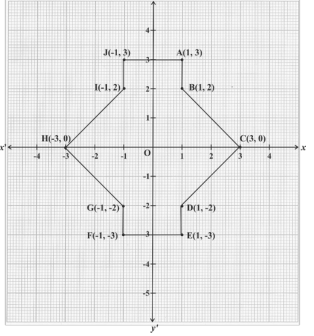 J(-1, 3) A(1, 3)
3
I(-1, 2) 2 B(1, 2)
1
H(-3, 0) C(3, 0)
x' -4 -3 -2 -1 O 1 2 3 4 x
-1
G(-1, -2) -2 D(1, -2)
F(-1, -3) -3 E(1, -3)
-4
-5
y'